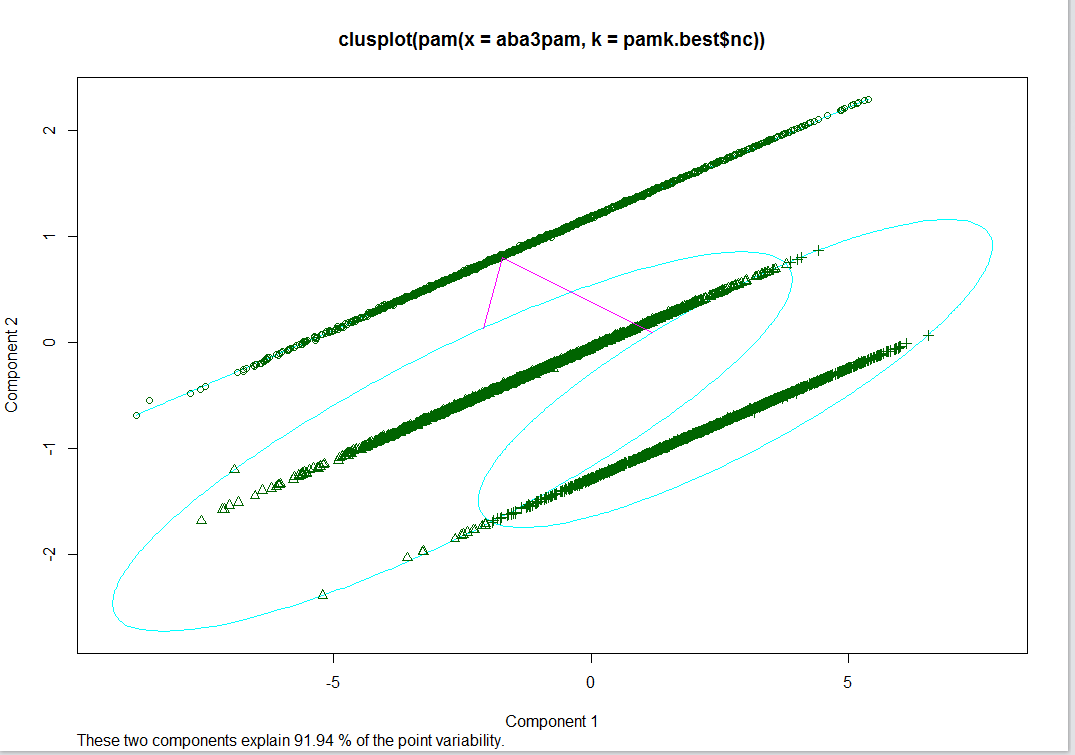 clusplot(pam(x = aba3pam, k = pamk.best$nc))
2
1
0
-1
-2
Component 2
-5
0
5
Component 1
These two components explain 91.94 % of the point variability.